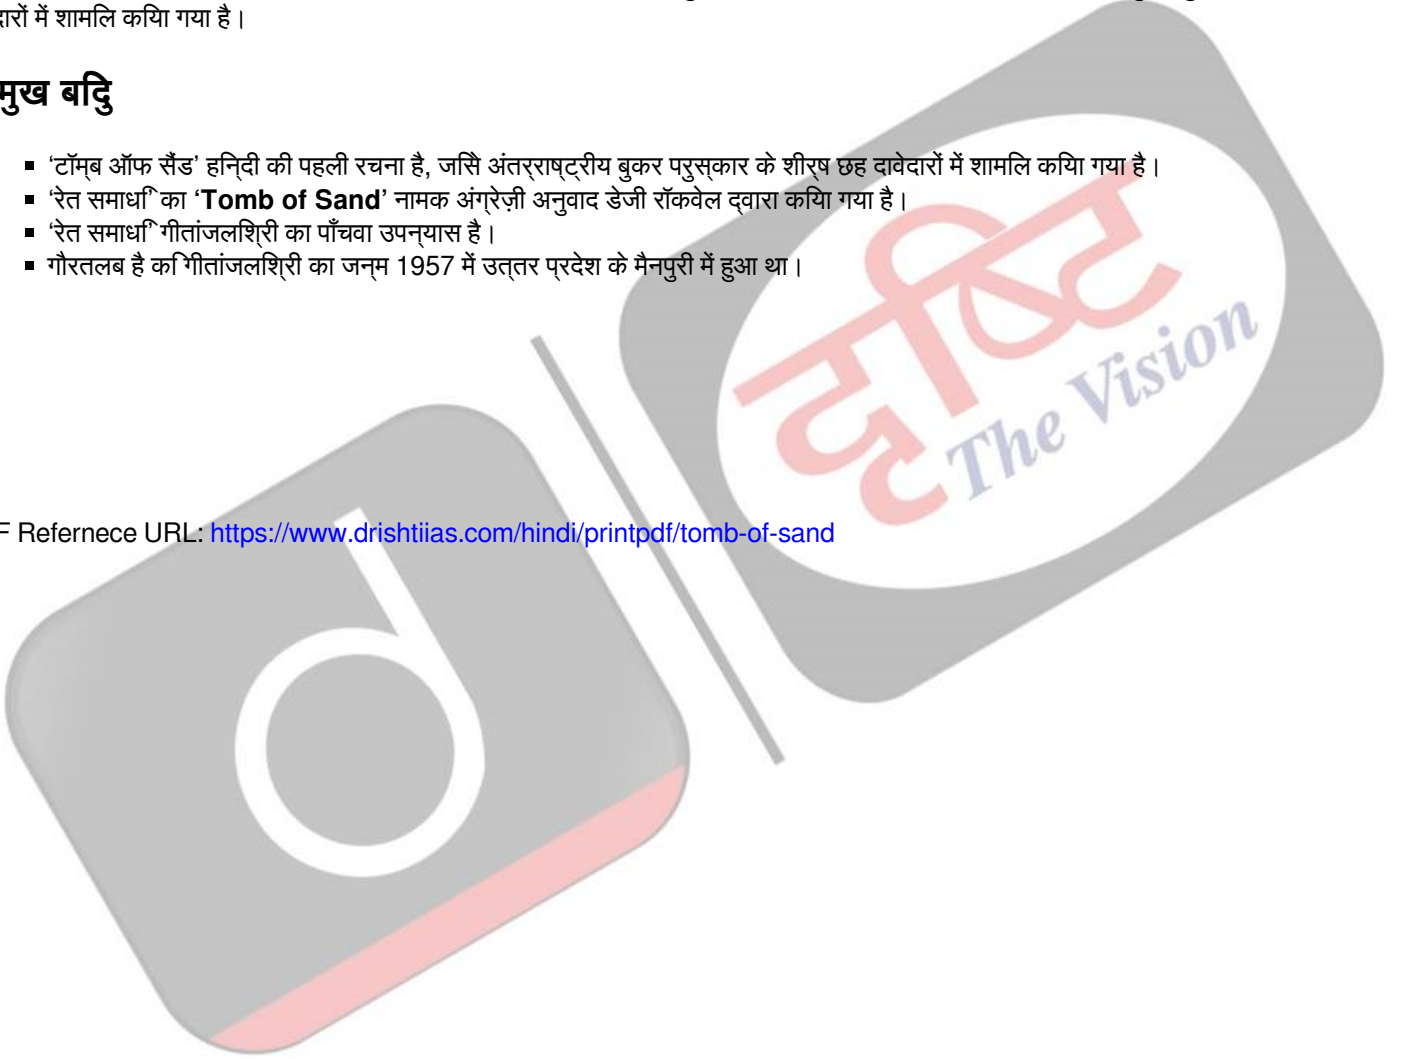 दारों में शामिल किया गया है।
मुख बिंदु
▪ ‘टॉम्ब ऑफ सैंड’ हिन्दी की पहली रचना है, जिसे अंतर्राष्ट्रीय बुकर पुरस्कार के शीर्ष छह दावेदारों में शामिल किया गया है।
▪ ‘रेत समाधि’ का ‘Tomb of Sand’ नामक अंग्रेज़ी अनुवाद डेजी रॉकवेल द्वारा किया गया है।
▪ ‘रेत समाधि’ गीतांजलि श्री का पाँचवा उपन्यास है।
▪ गौरतलब है कि गीतांजलि श्री का जन्म 1957 में उत्तर प्रदेश के मैनपुरी में हुआ था।
दृष्टि
The Vision
F Refernece URL: https://www.drishtiias.com/hindi/printpdf/tomb-of-sand
d